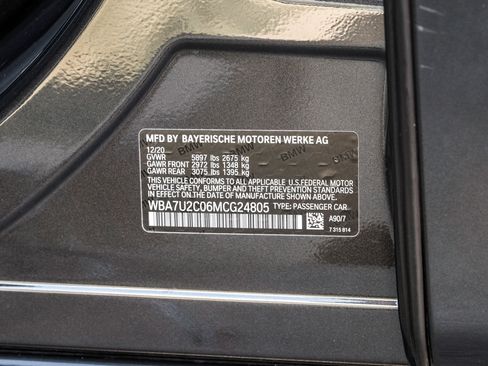 MFD BY BAYERISCHE MOTOREN WERKE AG
12/20
GVWR 5897 lbs 2675 kg
GAWR FRONT 2972 lbs 1348 kg
GAWR REAR 3075 lbs 1395 kg
THIS VEHICLE CONFORMS TO ALL APPLICABLE U.S.FEDERAL MOTOR
VEHICLE SAFETY, BUMPER, AND THEFT PREVENTION STANDARDS
IN EFFECT ON THE DATE OF MANUFACTURE SHOWN ABOVE.
WBA7U2C06MCG24805 TYPE: PASSENGER CAR
A90/7
7 315 814
BMW
BMW
BMW